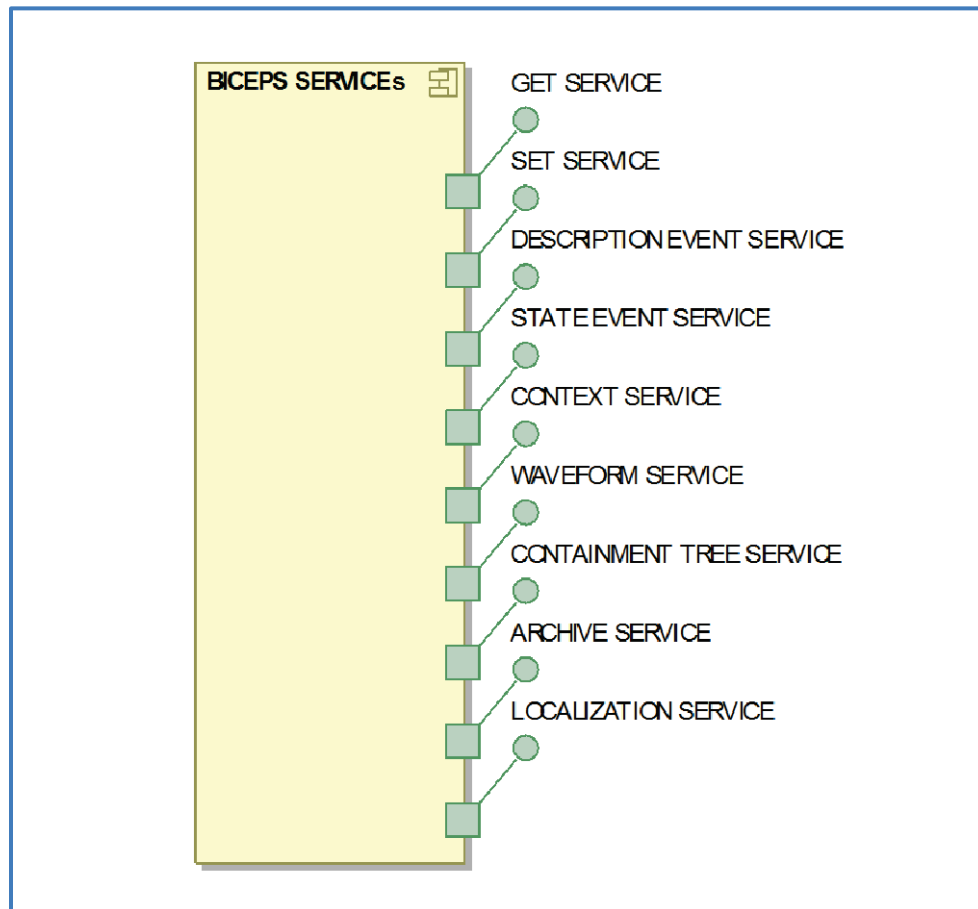 BICEPS SERVICEs
GET SERVICE
SET SERVICE
DESCRIPTION EVENT SERVICE
STATE EVENT SERVICE
CONTEXT SERVICE
WAVEFORM SERVICE
CONTAINMENT TREE SERVICE
ARCHIVE SERVICE
LOCALIZATION SERVICE